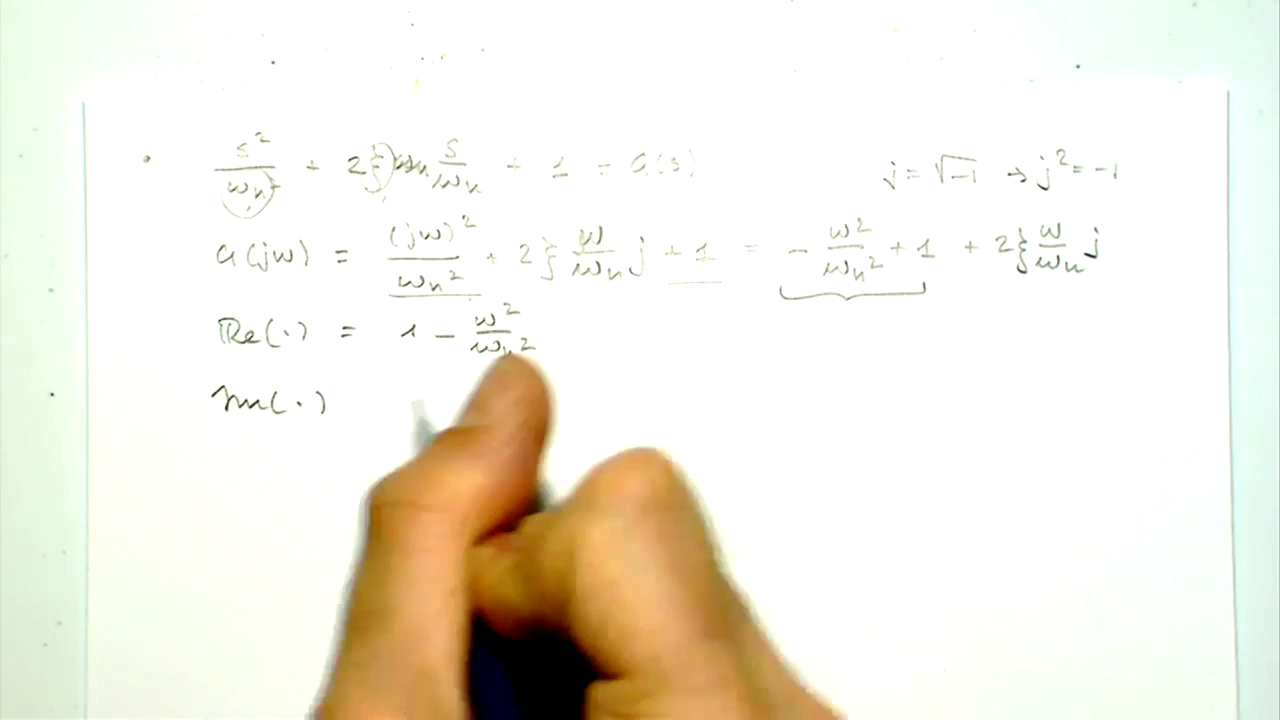 • s²/ωₙ² + 2ξ s/ωₙ + 1 = G(s) j = √-1 → j² = -1
G(jω) = (jω)²/ωₙ² + 2ξ ω/ωₙ j + 1 = - ω²/ωₙ² + 1 + 2ξ ω/ωₙ j
Re(·) = 1 - ω²/ωₙ²
Im(·)